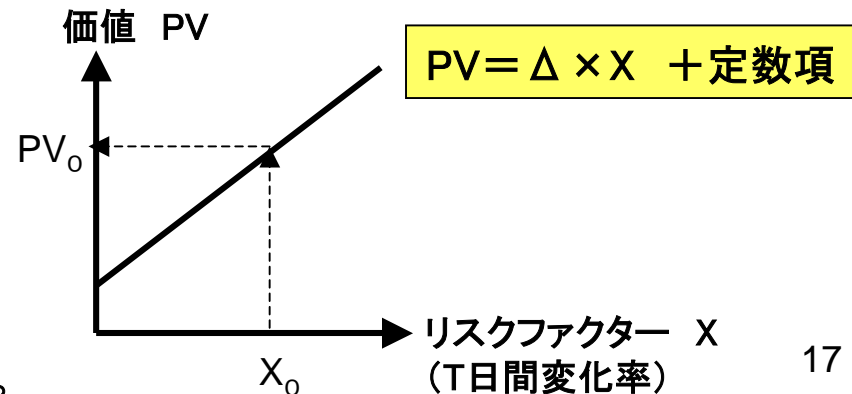 価値 PV
PV=Δ×X +定数項
PV₀
リスクファクター X
(T日間変化率)
X₀
17